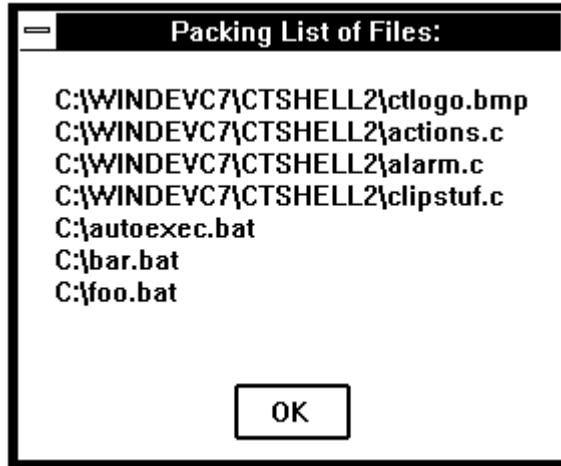 Packing List of Files:
C:\WINDEVC7\CTSHELL2\ctlogo.bmp
C:\WINDEVC7\CTSHELL2\actions.c
C:\WINDEVC7\CTSHELL2\alarm.c
C:\WINDEVC7\CTSHELL2\clipstuf.c
C:\autoexec.bat
C:\bar.bat
C:\foo.bat
OK